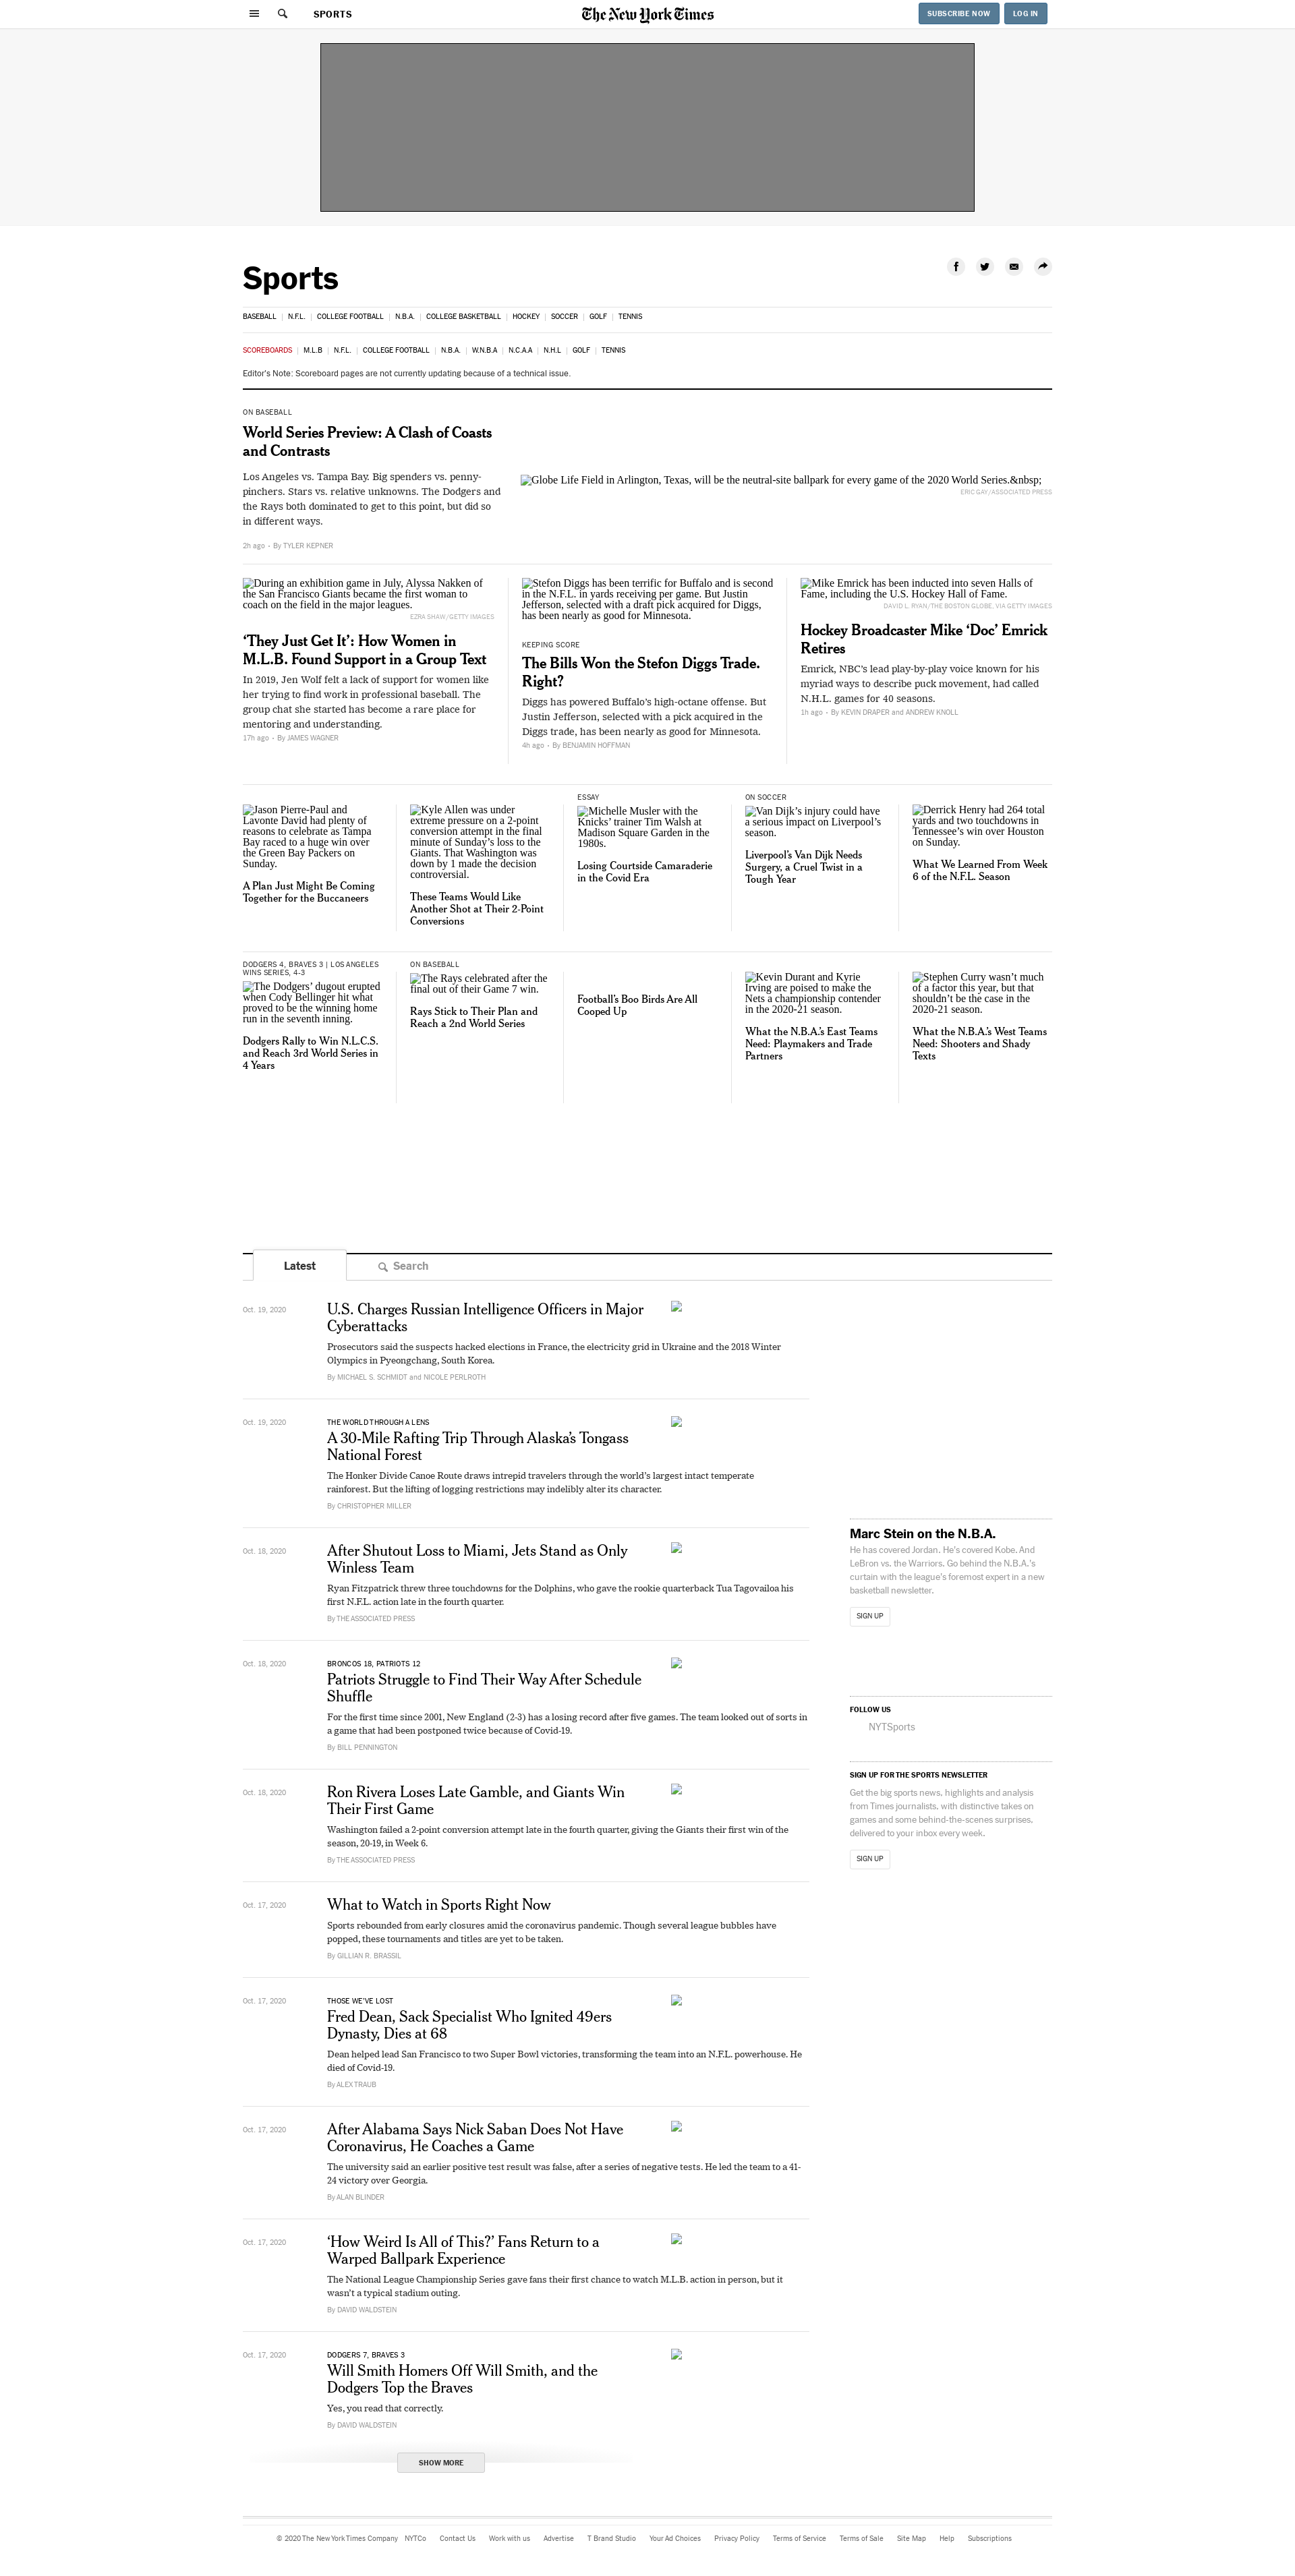 SPORTS
The New York Times
SUBSCRIBE NOW
LOG IN
Sports
BASEBALL | N.F.L. | COLLEGE FOOTBALL | N.B.A. | COLLEGE BASKETBALL | HOCKEY | SOCCER | GOLF | TENNIS
SCOREBOARDS | M.L.B | N.F.L. | COLLEGE FOOTBALL | N.B.A. | W.N.B.A | N.C.A.A | N.H.L | GOLF | TENNIS
Editor's Note: Scoreboard pages are not currently updating because of a technical issue.
ON BASEBALL
World Series Preview: A Clash of Coasts
and Contrasts
Los Angeles vs. Tampa Bay. Big spenders vs. penny-
pinchers. Stars vs. relative unknowns. The Dodgers and
the Rays both dominated to get to this point, but did so
in different ways.
2h ago • By TYLER KEPNER
Globe Life Field in Arlington, Texas, will be the neutral-site ballpark for every game of the 2020 World Series.&nbsp;
ERIC GAY/ASSOCIATED PRESS
During an exhibition game in July, Alyssa Nakken of
the San Francisco Giants became the first woman to
coach on the field in the major leagues.
EZRA SHAW/GETTY IMAGES
‘They Just Get It’: How Women in
M.L.B. Found Support in a Group Text
In 2019, Jen Wolf felt a lack of support for women like
her trying to find work in professional baseball. The
group chat she started has become a rare place for
mentoring and understanding.
17h ago • By JAMES WAGNER
Stefon Diggs has been terrific for Buffalo and is second
in the N.F.L. in yards receiving per game. But Justin
Jefferson, selected with a draft pick acquired for Diggs,
has been nearly as good for Minnesota.
KEEPING SCORE
The Bills Won the Stefon Diggs Trade.
Right?
Diggs has powered Buffalo's high-octane offense. But
Justin Jefferson, selected with a pick acquired in the
Diggs trade, has been nearly as good for Minnesota.
4h ago • By BENJAMIN HOFFMAN
Mike Emrick has been inducted into seven Halls of
Fame, including the U.S. Hockey Hall of Fame.
DAVID L. RYAN/THE BOSTON GLOBE, VIA GETTY IMAGES
Hockey Broadcaster Mike ‘Doc’ Emrick
Retires
Emrick, NBC's lead play-by-play voice known for his
myriad ways to describe puck movement, had called
N.H.L. games for 40 seasons.
1h ago • By KEVIN DRAPER and ANDREW KNOLL
Jason Pierre-Paul and
Lavonte David had plenty of
reasons to celebrate as Tampa
Bay raced to a huge win over
the Green Bay Packers on
Sunday.
A Plan Just Might Be Coming
Together for the Buccaneers
Kyle Allen was under
extreme pressure on a 2-point
conversion attempt in the final
minute of Sunday’s loss to the
Giants. That Washington was
down by 1 made the decision
controversial.
These Teams Would Like
Another Shot at Their 2-Point
Conversions
ESSAY
Michelle Musler with the
Knicks’ trainer Tim Walsh at
Madison Square Garden in the
1980s.
Losing Courtside Camaraderie
in the Covid Era
ON SOCCER
Van Dijk’s injury could have
a serious impact on Liverpool’s
season.
Liverpool’s Van Dijk Needs
Surgery, a Cruel Twist in a
Tough Year
Derrick Henry had 264 total
yards and two touchdowns in
Tennessee’s win over Houston
on Sunday.
What We Learned From Week
6 of the N.F.L. Season
DODGERS 4, BRAVES 3 | LOS ANGELES
WINS SERIES, 4-3
The Dodgers’ dugout erupted
when Cody Bellinger hit what
proved to be the winning home
run in the seventh inning.
Dodgers Rally to Win N.L.C.S.
and Reach 3rd World Series in
4 Years
ON BASEBALL
The Rays celebrated after the
final out of their Game 7 win.
Rays Stick to Their Plan and
Reach a 2nd World Series
Football’s Boo Birds Are All
Cooped Up
Kevin Durant and Kyrie
Irving are poised to make the
Nets a championship contender
in the 2020-21 season.
What the N.B.A.’s East Teams
Need: Playmakers and Trade
Partners
Stephen Curry wasn’t much
of a factor this year, but that
shouldn’t be the case in the
2020-21 season.
What the N.B.A.’s West Teams
Need: Shooters and Shady
Texts
Latest
Search
Oct. 19, 2020
U.S. Charges Russian Intelligence Officers in Major
Cyberattacks
Prosecutors said the suspects hacked elections in France, the electricity grid in Ukraine and the 2018 Winter
Olympics in Pyeongchang, South Korea.
By MICHAEL S. SCHMIDT and NICOLE PERLROTH
Oct. 19, 2020
THE WORLD THROUGH A LENS
A 30-Mile Rafting Trip Through Alaska’s Tongass
National Forest
The Honker Divide Canoe Route draws intrepid travelers through the world’s largest intact temperate
rainforest. But the lifting of logging restrictions may indelibly alter its character.
By CHRISTOPHER MILLER
Oct. 18, 2020
After Shutout Loss to Miami, Jets Stand as Only
Winless Team
Ryan Fitzpatrick threw three touchdowns for the Dolphins, who gave the rookie quarterback Tua Tagovailoa his
first N.F.L. action late in the fourth quarter.
By THE ASSOCIATED PRESS
Oct. 18, 2020
BRONCOS 18, PATRIOTS 12
Patriots Struggle to Find Their Way After Schedule
Shuffle
For the first time since 2001, New England (2-3) has a losing record after five games. The team looked out of sorts in
a game that had been postponed twice because of Covid-19.
By BILL PENNINGTON
Oct. 18, 2020
Ron Rivera Loses Late Gamble, and Giants Win
Their First Game
Washington failed a 2-point conversion attempt late in the fourth quarter, giving the Giants their first win of the
season, 20-19, in Week 6.
By THE ASSOCIATED PRESS
Oct. 17, 2020
What to Watch in Sports Right Now
Sports rebounded from early closures amid the coronavirus pandemic. Though several league bubbles have
popped, these tournaments and titles are yet to be taken.
By GILLIAN R. BRASSIL
Oct. 17, 2020
THOSE WE’VE LOST
Fred Dean, Sack Specialist Who Ignited 49ers
Dynasty, Dies at 68
Dean helped lead San Francisco to two Super Bowl victories, transforming the team into an N.F.L. powerhouse. He
died of Covid-19.
By ALEX TRAUB
Oct. 17, 2020
After Alabama Says Nick Saban Does Not Have
Coronavirus, He Coaches a Game
The university said an earlier positive test result was false, after a series of negative tests. He led the team to a 41-
24 victory over Georgia.
By ALAN BLINDER
Oct. 17, 2020
‘How Weird Is All of This?’ Fans Return to a
Warped Ballpark Experience
The National League Championship Series gave fans their first chance to watch M.L.B. action in person, but it
wasn’t a typical stadium outing.
By DAVID WALDSTEIN
Oct. 17, 2020
DODGERS 7, BRAVES 3
Will Smith Homers Off Will Smith, and the
Dodgers Top the Braves
Yes, you read that correctly.
By DAVID WALDSTEIN
SHOW MORE
Marc Stein on the N.B.A.
He has covered Jordan. He’s covered Kobe. And
LeBron vs. the Warriors. Go behind the N.B.A.’s
curtain with the league’s foremost expert in a new
basketball newsletter.
SIGN UP
FOLLOW US
NYTSports
SIGN UP FOR THE SPORTS NEWSLETTER
Get the big sports news, highlights and analysis
from Times journalists, with distinctive takes on
games and some behind-the-scenes surprises,
delivered to your inbox every week.
SIGN UP
© 2020 The New York Times Company NYTCo Contact Us Work with us Advertise T Brand Studio Your Ad Choices Privacy Policy Terms of Service Terms of Sale Site Map Help Subscriptions